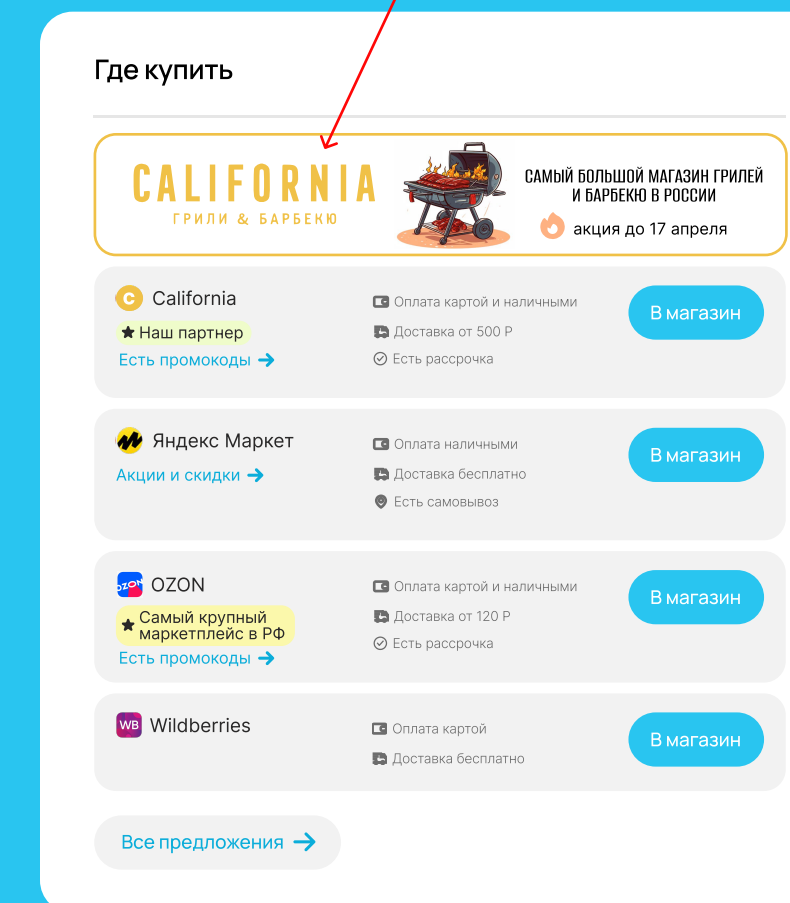 Где купить
CALIFORNIA
ГРИЛИ & БАРБЕКЮ
САМЫЙ БОЛЬШОЙ МАГАЗИН ГРИЛЕЙ
И БАРБЕКЮ В РОССИИ
акция до 17 апреля
C California
Наш партнер
Есть промокоды
Оплата картой и наличными
Доставка от 500 Р
Есть рассрочка
В магазин
Яндекс Маркет
Акции и скидки
Оплата наличными
Доставка бесплатно
Есть самовывоз
В магазин
OZON OZON
Самый крупный
маркетплейс в РФ
Есть промокоды
Оплата картой и наличными
Доставка от 120 Р
Есть рассрочка
В магазин
WB Wildberries
Оплата картой
Доставка бесплатно
В магазин
Все предложения